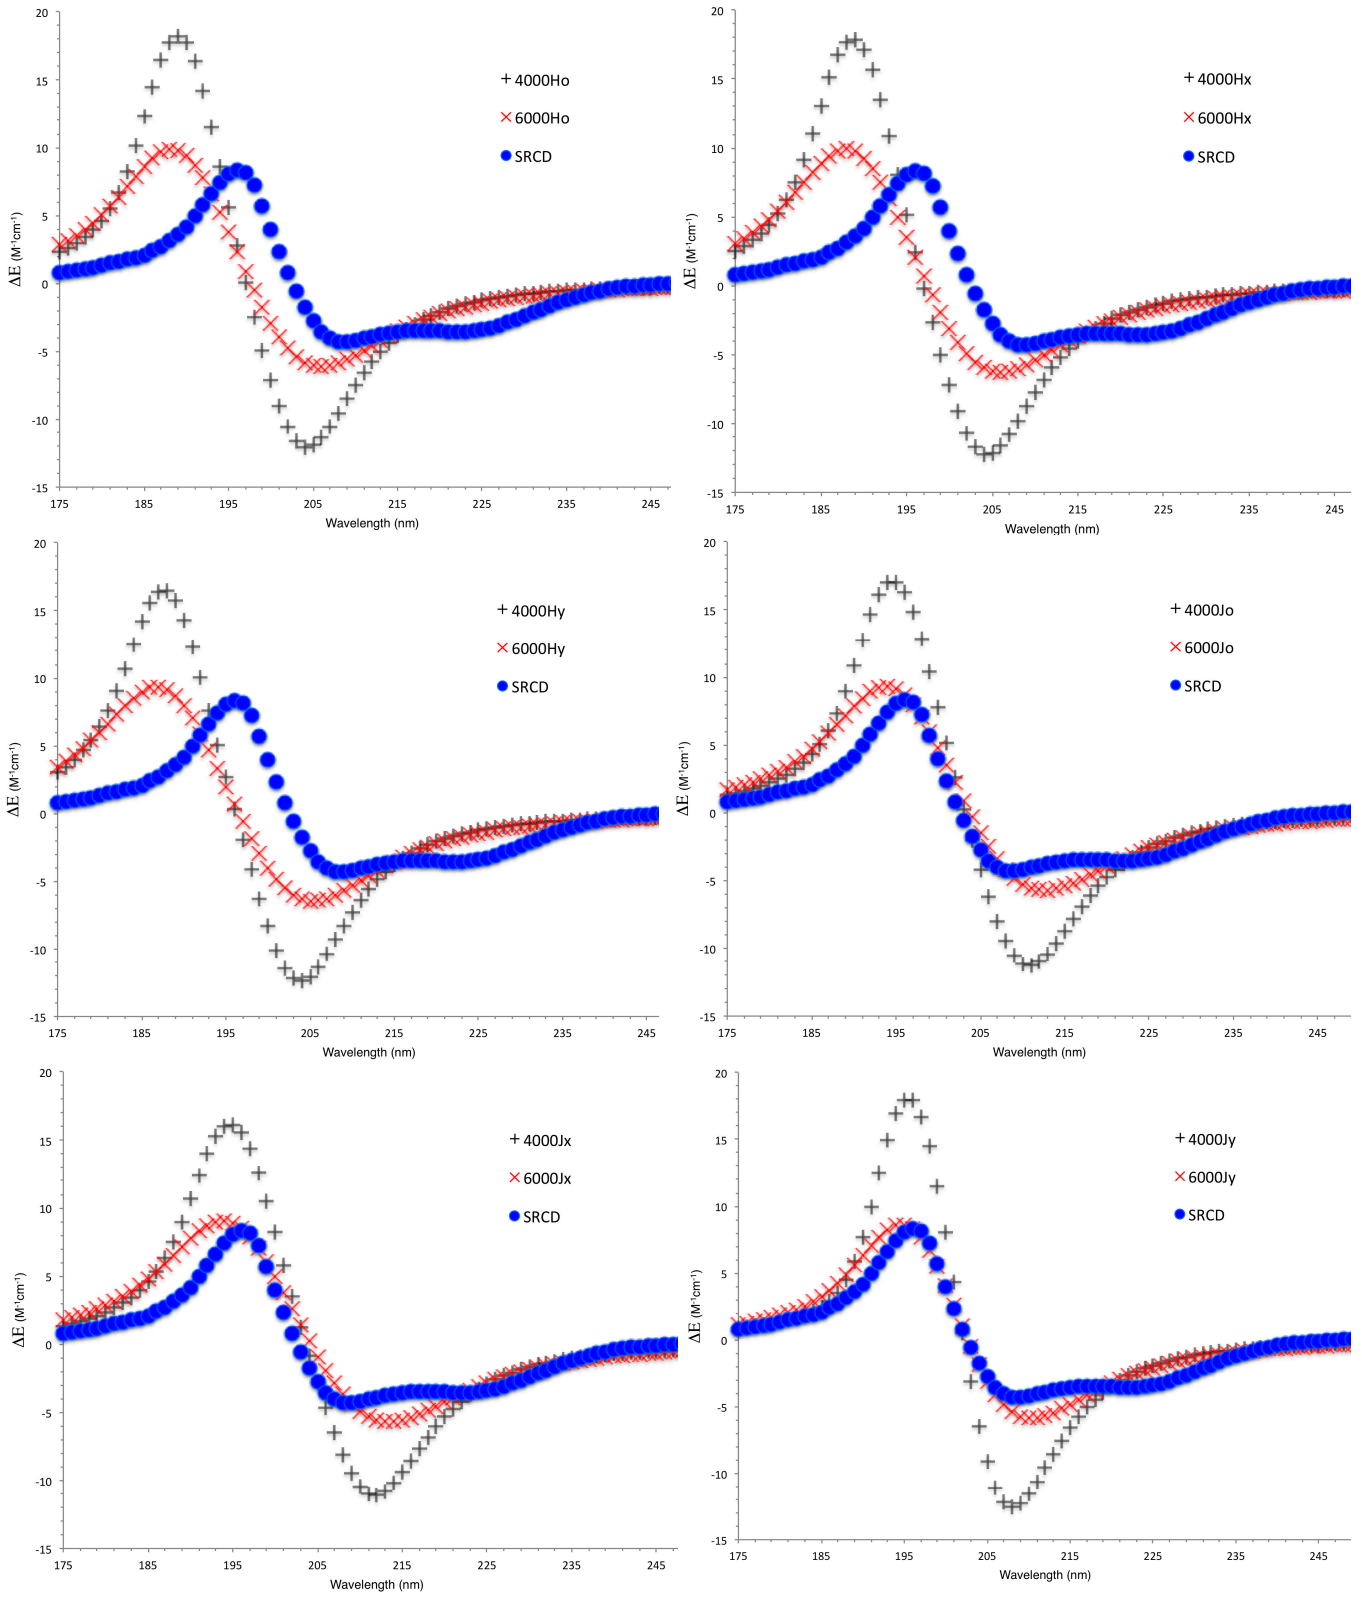 20
15
10
5
0
-5
-10
-15
ΔE (M⁻¹cm⁻¹)
+ 4000Ho
× 6000Ho
● SRCD
175 185 195 205 215 225 235 245
Wavelength (nm)
20
15
10
5
0
-5
-10
-15
ΔE (M⁻¹cm⁻¹)
+ 4000Hx
× 6000Hx
● SRCD
175 185 195 205 215 225 235 245
Wavelength (nm)
20
15
10
5
0
-5
-10
-15
ΔE (M⁻¹cm⁻¹)
+ 4000Hy
× 6000Hy
● SRCD
175 185 195 205 215 225 235 245
Wavelength (nm)
20
15
10
5
0
-5
-10
-15
ΔE (M⁻¹cm⁻¹)
+ 4000Jo
× 6000Jo
● SRCD
175 185 195 205 215 225 235 245
Wavelength (nm)
20
15
10
5
0
-5
-10
-15
ΔE (M⁻¹cm⁻¹)
+ 4000Jx
× 6000Jx
● SRCD
175 185 195 205 215 225 235 245
Wavelength (nm)
20
15
10
5
0
-5
-10
-15
ΔE (M⁻¹cm⁻¹)
+ 4000Jy
× 6000Jy
● SRCD
175 185 195 205 215 225 235 245
Wavelength (nm)